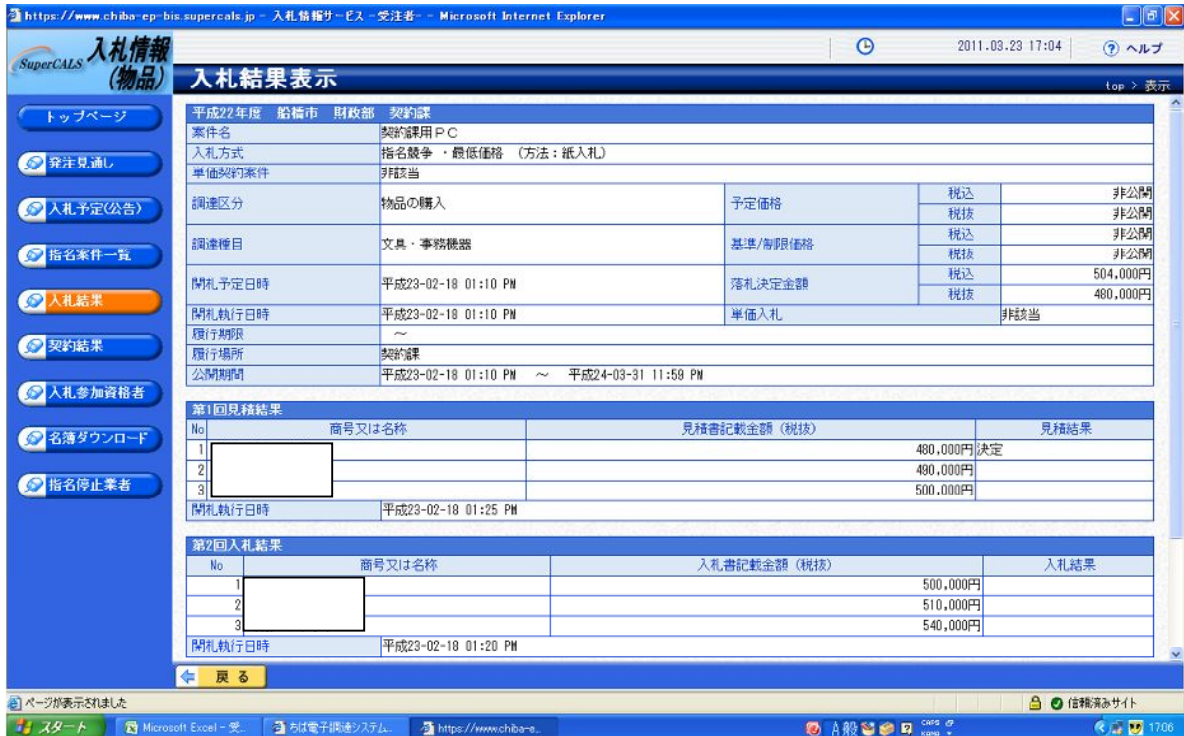 https://www.chiba-ep-bis.supercals.jp - 入札情報サービス -受注者- - Microsoft Internet Explorer
SuperCALS 入札情報(物品)
2011.03.23 17:04 ヘルプ
入札結果表示
top > 表示
トップページ
発注見通し
入札予定(公告)
指名案件一覧
入札結果
契約結果
入札参加資格者
名簿ダウンロード
指名停止業者
平成22年度 船橋市 財政部 契約課
案件名 契約課用PC
入札方式 指名競争 ・最低価格 (方法:紙入札)
単価契約案件 非該当
調達区分 物品の購入 予定価格 税込 非公開
税抜 非公開
調達種目 文具・事務機器 基準/制限価格 税込 非公開
税抜 非公開
開札予定日時 平成23-02-18 01:10 PM 落札決定金額 税込 504,000円
税抜 480,000円
開札執行日時 平成23-02-18 01:10 PM 単価入札 非該当
履行期限 ~
履行場所 契約課
公開期間 平成23-02-18 01:10 PM ~ 平成24-03-31 11:59 PM
第1回見積結果
No 商号又は名称 見積書記載金額(税抜) 見積結果
1 480,000円 決定
2 490,000円
3 500,000円
開札執行日時 平成23-02-18 01:25 PM
第2回入札結果
No 商号又は名称 入札書記載金額(税抜) 入札結果
1 500,000円
2 510,000円
3 540,000円
開札執行日時 平成23-02-18 01:20 PM
戻る
ページが表示されました 信頼済みサイト
スタート Microsoft Excel - 受... ちば電子調達システム... https://www.chiba-e... A 般 CAPS KANA 17:06